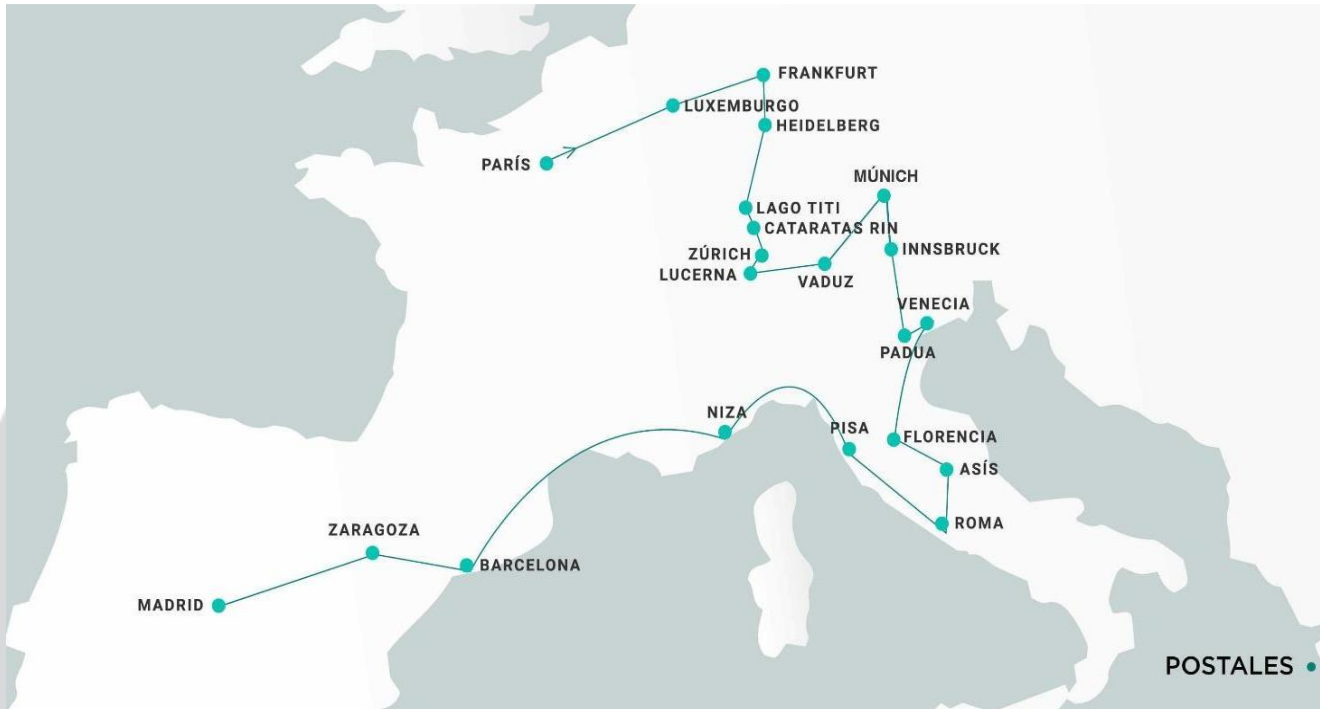 FRANKFURT
LUXEMBURGO
HEIDELBERG
PARÍS
MÚNICH
LAGO TITI
CATARATAS RIN
ZÚRICH
INNSBRUCK
LUCERNA
VADUZ
VENECIA
PADUA
NIZA
PISA
FLORENCIA
ASÍS
ZARAGOZA
ROMA
BARCELONA
MADRID
POSTALES